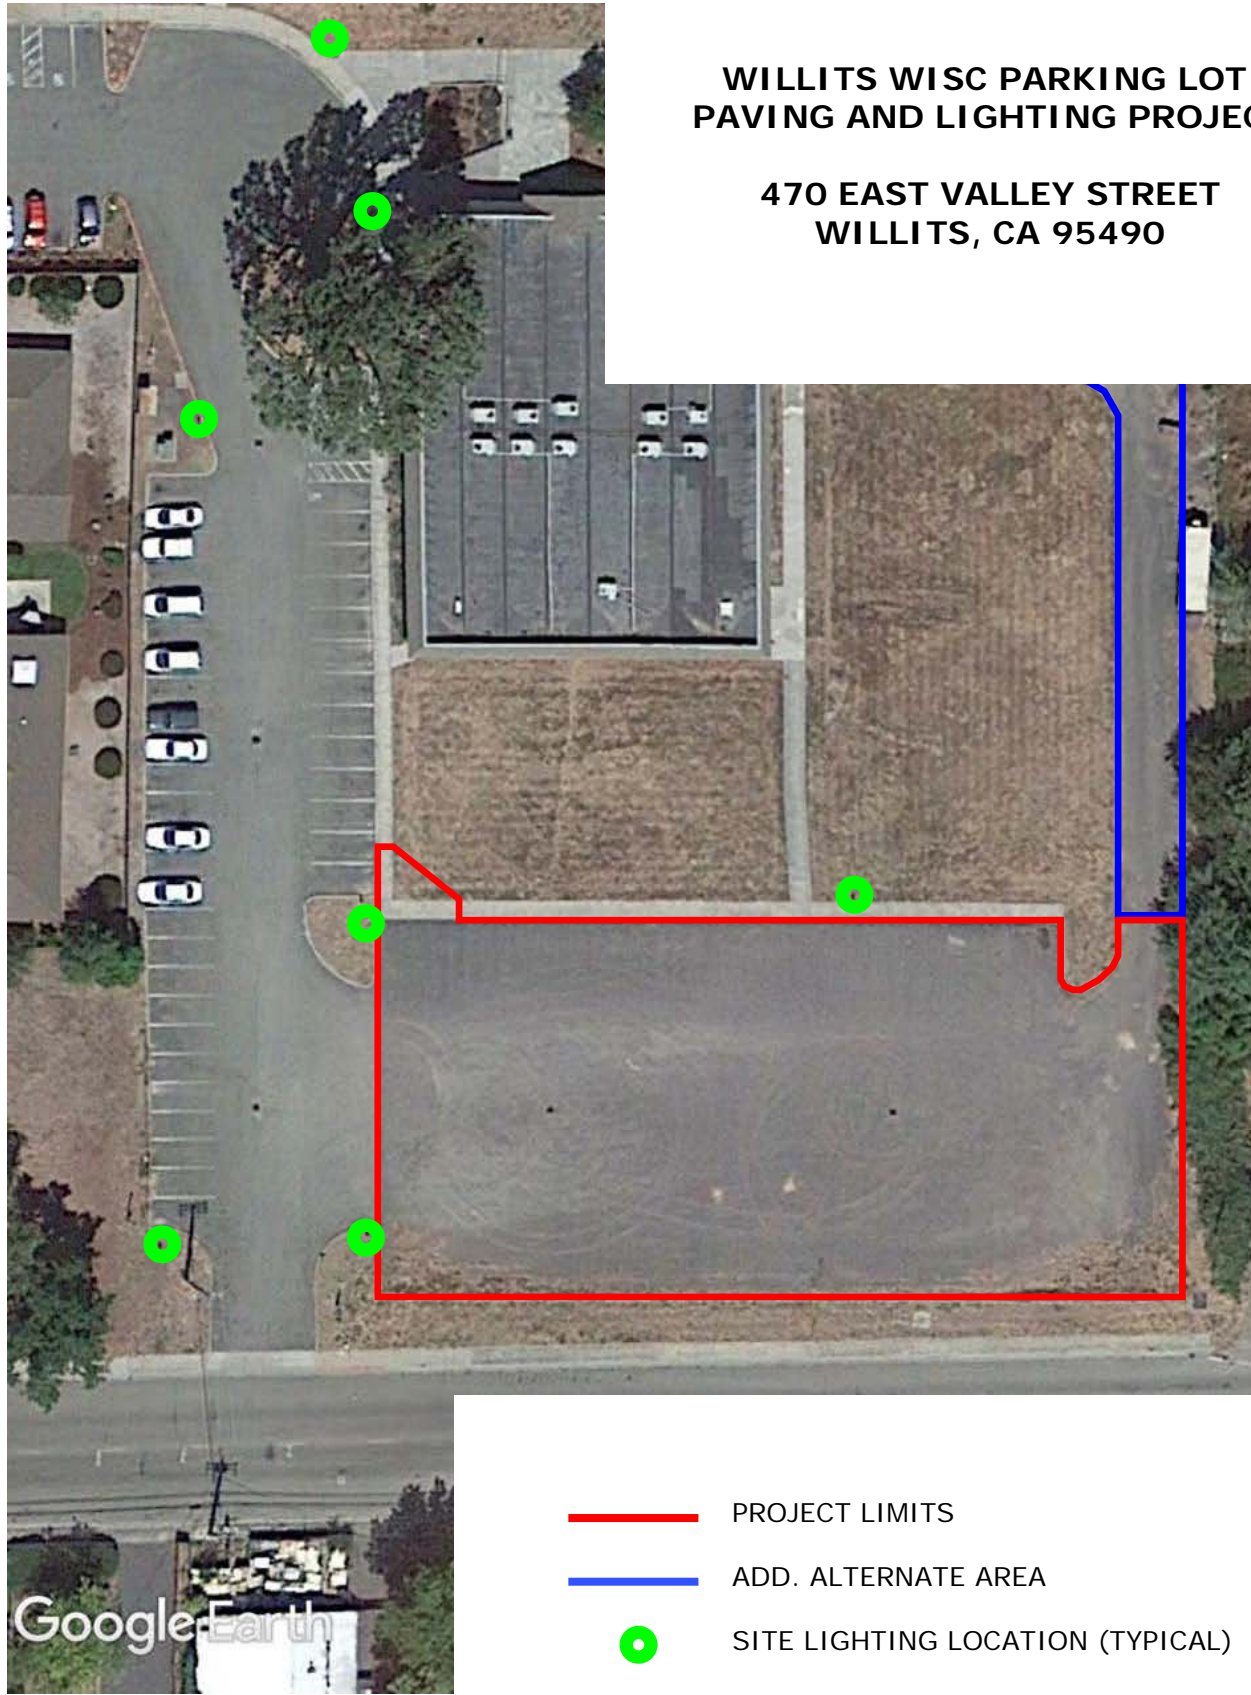 WILLITS WISC PARKING LOT
PAVING AND LIGHTING PROJEC
470 EAST VALLEY STREET
WILLITS, CA 95490
PROJECT LIMITS
ADD. ALTERNATE AREA
SITE LIGHTING LOCATION (TYPICAL)
Google Earth